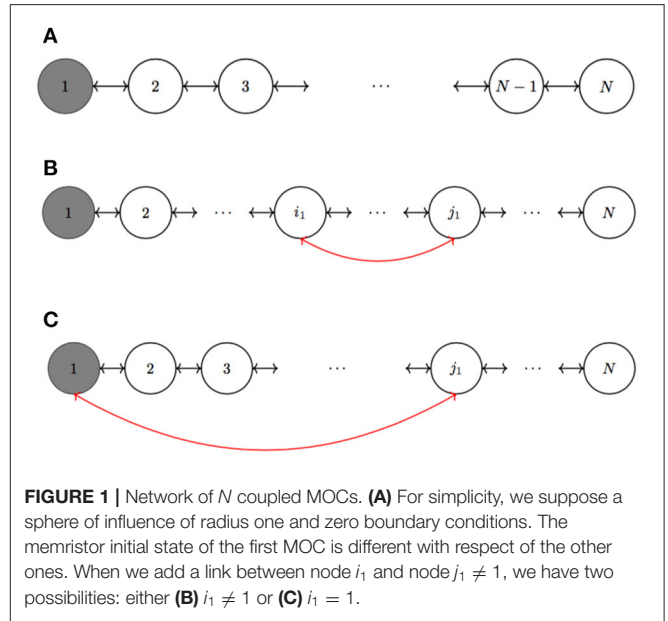 A
1 2 3 ⋯ N − 1 N
B
1 2 ⋯ i₁ ⋯ j₁ ⋯ N
C
1 2 3 ⋯ j₁ ⋯ N
FIGURE 1 | Network of N coupled MOCs. (A) For simplicity, we suppose a
sphere of influence of radius one and zero boundary conditions. The
memristor initial state of the first MOC is different with respect of the other
ones. When we add a link between node i₁ and node j₁ ≠ 1, we have two
possibilities: either (B) i₁ ≠ 1 or (C) i₁ = 1.